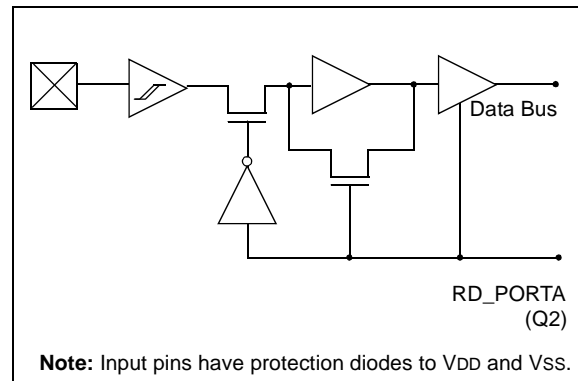 Data Bus
RD_PORTA
(Q2)
Note: Input pins have protection diodes to VDD and VSS.